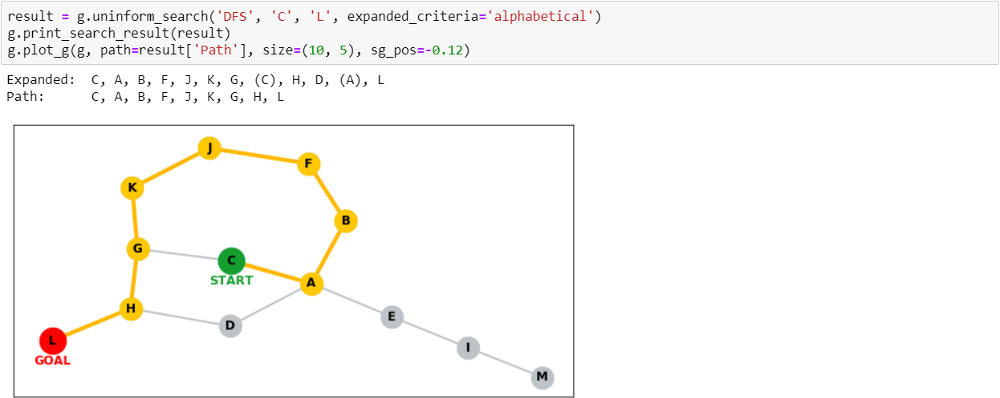 result = g.uninform_search('DFS', 'C', 'L', expanded_criteria='alphabetical')
g.print_search_result(result)
g.plot_g(g, path=result['Path'], size=(10, 5), sg_pos=-0.12)
Expanded:  C, A, B, F, J, K, G, (C), H, D, (A), L
Path:      C, A, B, F, J, K, G, H, L
J
F
K
B
G
C
START
A
H
E
D
L
I
GOAL
M